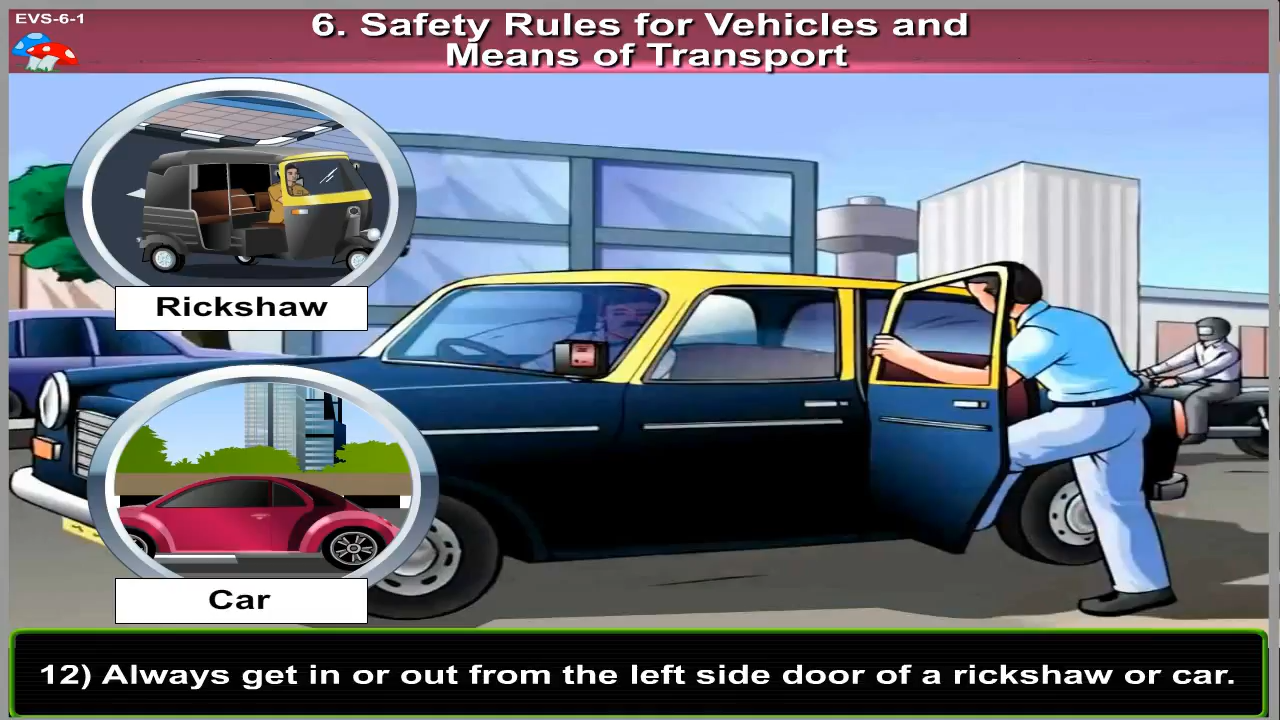 EVS-6-1
6. Safety Rules for Vehicles and
Means of Transport
Rickshaw
Car
12) Always get in or out from the left side door of a rickshaw or car.